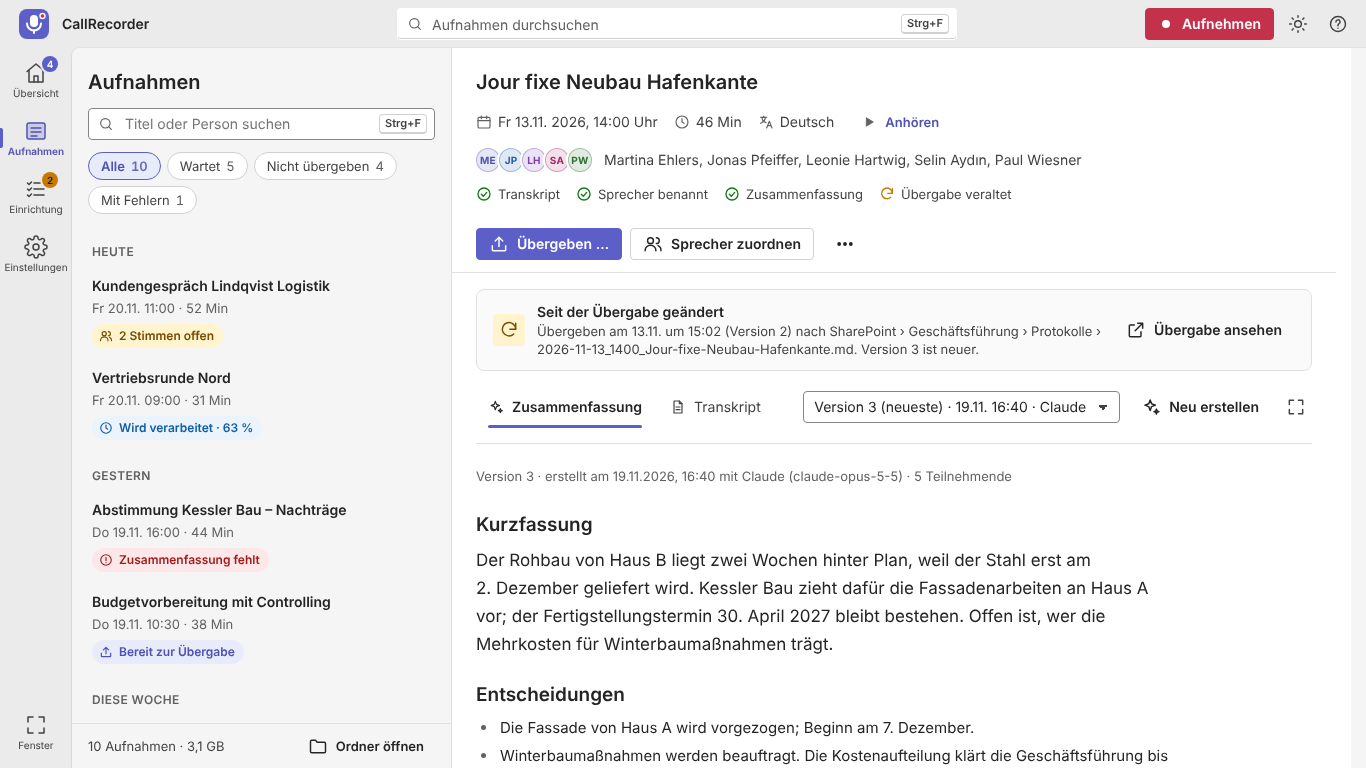 CallRecorder
Aufnahmen durchsuchen
Strg+F
Aufnehmen
4
Übersicht
Aufnahmen
2
Einrichtung
Einstellungen
Fenster
Aufnahmen
Titel oder Person suchen
Strg+F
Alle 10
Wartet 5
Nicht übergeben 4
Mit Fehlern 1
HEUTE
Kundengespräch Lindqvist Logistik
Fr 20.11. 11:00 · 52 Min
2 Stimmen offen
Vertriebsrunde Nord
Fr 20.11. 09:00 · 31 Min
Wird verarbeitet · 63 %
GESTERN
Abstimmung Kessler Bau – Nachträge
Do 19.11. 16:00 · 44 Min
Zusammenfassung fehlt
Budgetvorbereitung mit Controlling
Do 19.11. 10:30 · 38 Min
Bereit zur Übergabe
DIESE WOCHE
10 Aufnahmen · 3,1 GB
Ordner öffnen
Jour fixe Neubau Hafenkante
Fr 13.11. 2026, 14:00 Uhr
46 Min
Deutsch
Anhören
ME JP LH SA PW
Martina Ehlers, Jonas Pfeiffer, Leonie Hartwig, Selin Aydın, Paul Wiesner
Transkript
Sprecher benannt
Zusammenfassung
Übergabe veraltet
Übergeben ...
Sprecher zuordnen
Seit der Übergabe geändert
Übergeben am 13.11. um 15:02 (Version 2) nach SharePoint › Geschäftsführung › Protokolle ›
2026-11-13_1400_Jour-fixe-Neubau-Hafenkante.md. Version 3 ist neuer.
Übergabe ansehen
Zusammenfassung
Transkript
Version 3 (neueste) · 19.11. 16:40 · Claude
Neu erstellen
Version 3 · erstellt am 19.11.2026, 16:40 mit Claude (claude-opus-5-5) · 5 Teilnehmende
Kurzfassung
Der Rohbau von Haus B liegt zwei Wochen hinter Plan, weil der Stahl erst am
2. Dezember geliefert wird. Kessler Bau zieht dafür die Fassadenarbeiten an Haus A
vor; der Fertigstellungstermin 30. April 2027 bleibt bestehen. Offen ist, wer die
Mehrkosten für Winterbaumaßnahmen trägt.
Entscheidungen
• Die Fassade von Haus A wird vorgezogen; Beginn am 7. Dezember.
• Winterbaumaßnahmen werden beauftragt. Die Kostenaufteilung klärt die Geschäftsführung bis